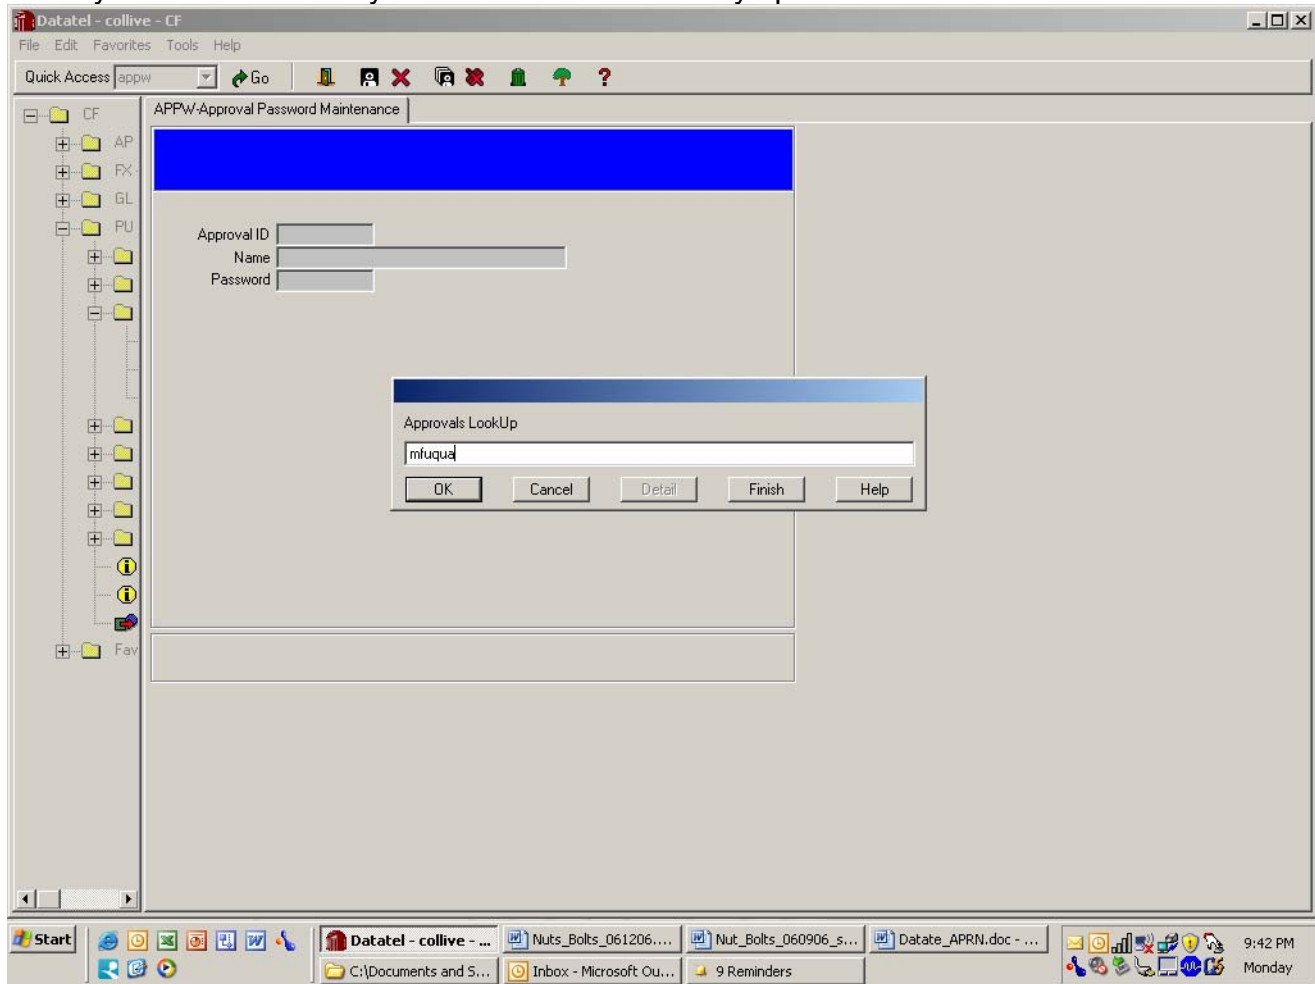 Datatel - collive - CF
File Edit Favorites Tools Help
Quick Access appw Go
CF
APPW-Approval Password Maintenance
AP
FX
GL
PU
Approval ID
Name
Password
Approvals LookUp
mfuqua
OK Cancel Detail Finish Help
Fav
Start Datatel - collive - ... Nuts_Bolts_061206.... Nut_Bolts_060906_s... Datate_APRN.doc - ... 9:42 PM
C:\Documents and S... Inbox - Microsoft Ou... 9 Reminders Monday